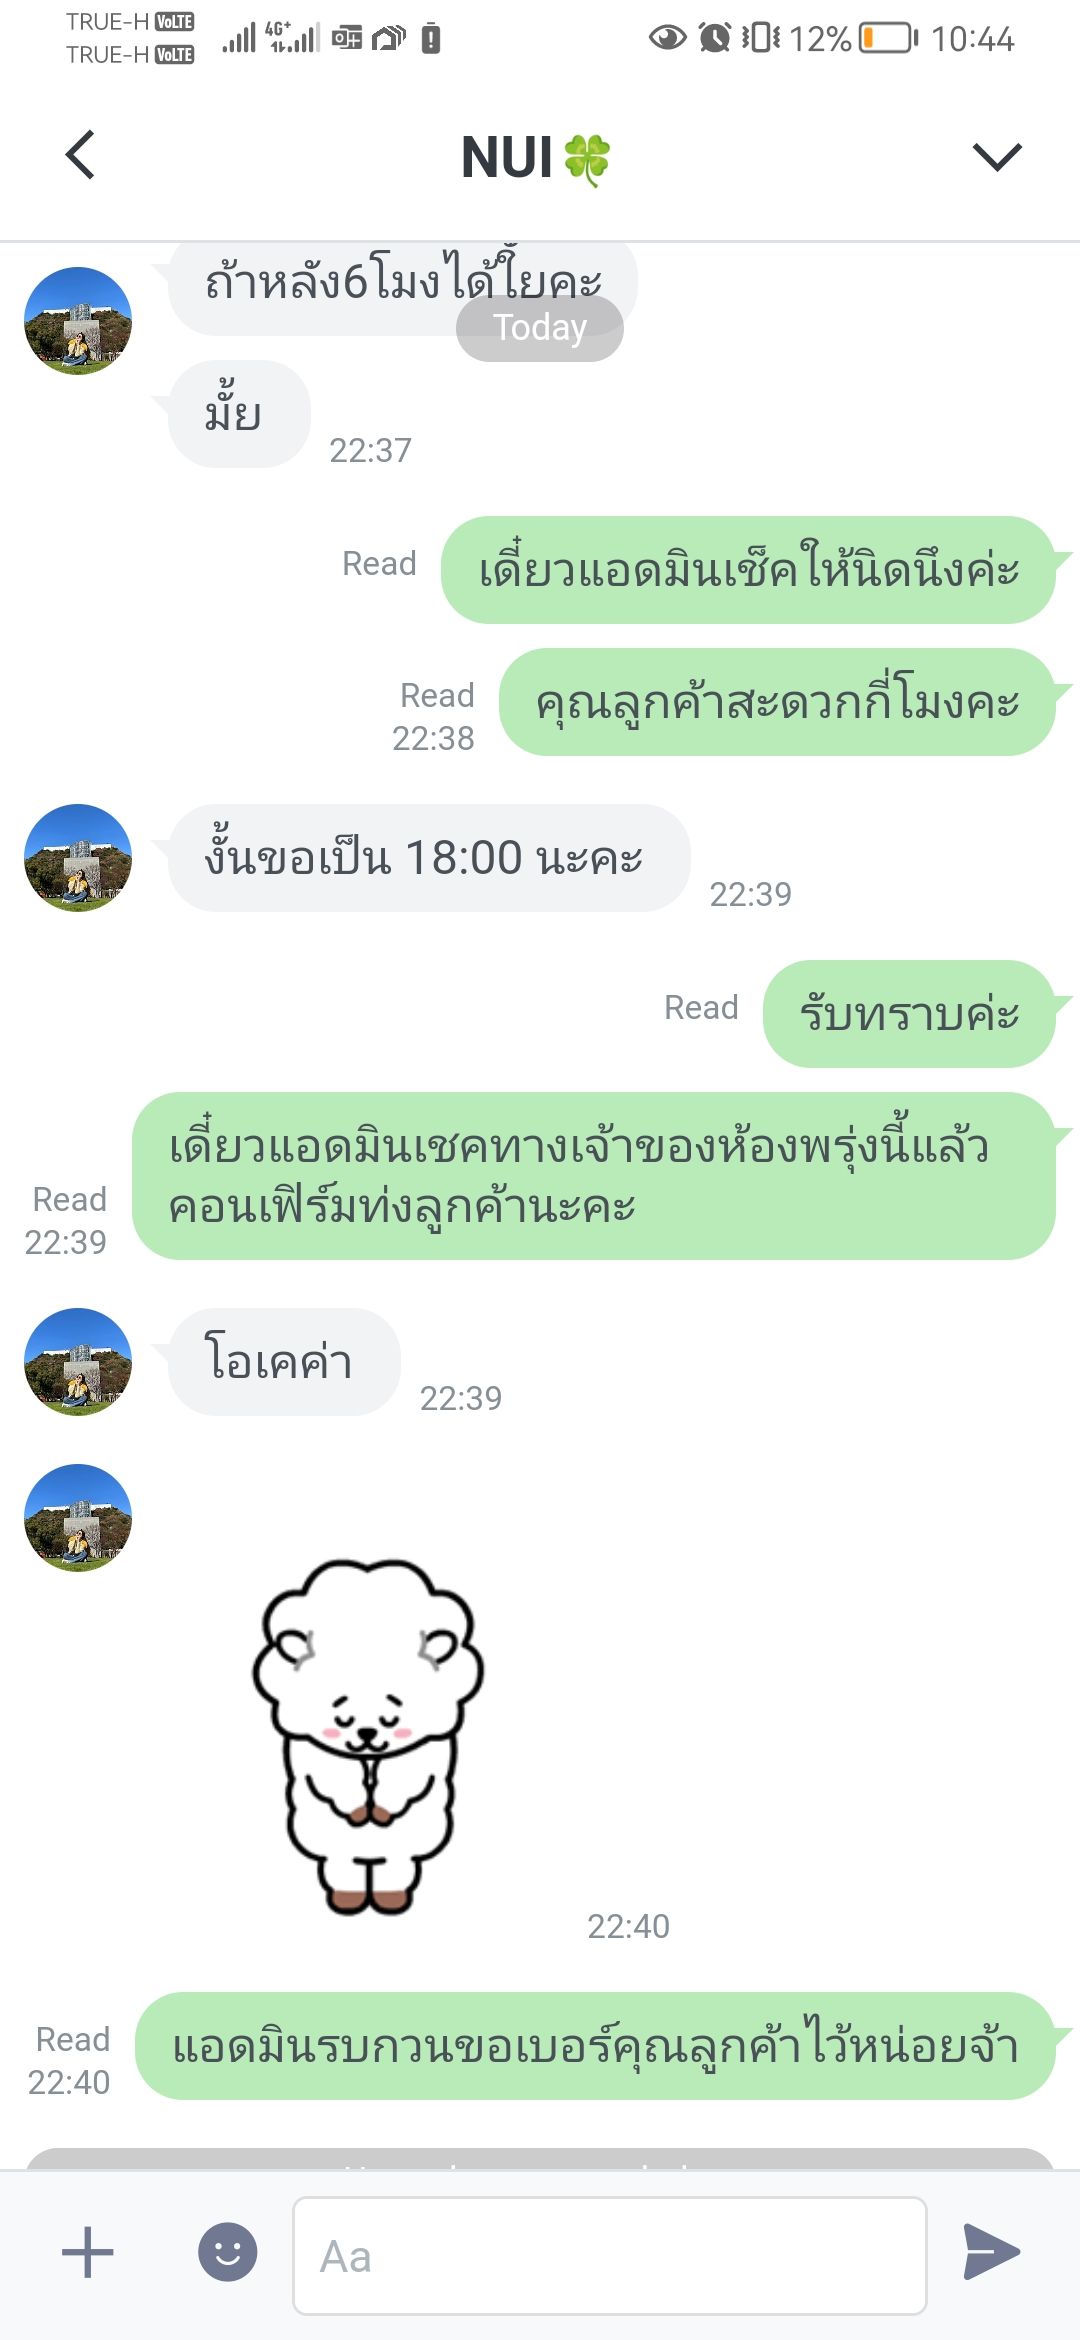 TRUE-H VoLTE
TRUE-H VoLTE
4G+
12%
10:44
NUI
ถ้าหลัง6โมงได้ใั้ยคะ
Today
มั้ย
22:37
Read
เดี๋ยวแอดมินเช็คให้นิดนึงค่ะ
Read
22:38
คุณลูกค้าสะดวกกี่โมงคะ
งั้นขอเป็น 18:00 นะคะ
22:39
Read
รับทราบค่ะ
เดี๋ยวแอดมินเชคทางเจ้าของห้องพรุ่งนี้แล้ว
คอนเฟิร์มท่งลูกค้านะคะ
Read
22:39
โอเคค่า
22:39
22:40
Read
22:40
แอดมินรบกวนขอเบอร์คุณลูกค้าไว้หน่อยจ้า
Aa